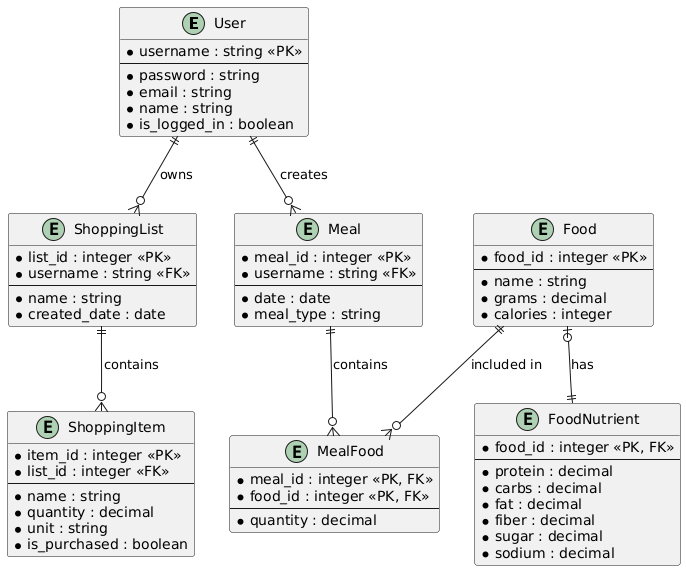 E User
username : string «PK»
password : string
email : string
name : string
is_logged_in : boolean
owns
creates
E ShoppingList
list_id : integer «PK»
username : string «FK»
name : string
created_date : date
E Meal
meal_id : integer «PK»
username : string «FK»
date : date
meal_type : string
E Food
food_id : integer «PK»
name : string
grams : decimal
calories : integer
contains
contains
included in
has
E ShoppingItem
item_id : integer «PK»
list_id : integer «FK»
name : string
quantity : decimal
unit : string
is_purchased : boolean
E MealFood
meal_id : integer «PK, FK»
food_id : integer «PK, FK»
quantity : decimal
E FoodNutrient
food_id : integer «PK, FK»
protein : decimal
carbs : decimal
fat : decimal
fiber : decimal
sugar : decimal
sodium : decimal